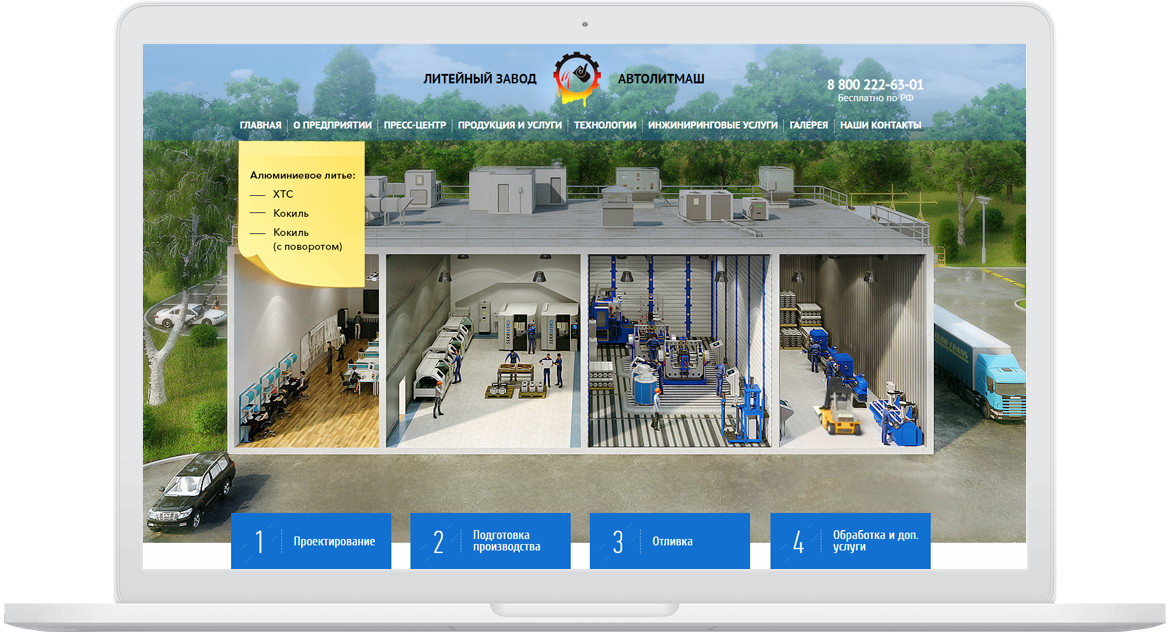 ЛИТЕЙНЫЙ ЗАВОД АВТОЛИТМАШ
8 800 222-63-01
Бесплатно по РФ
ГЛАВНАЯ О ПРЕДПРИЯТИИ ПРЕСС-ЦЕНТР ПРОДУКЦИЯ И УСЛУГИ ТЕХНОЛОГИИ ИНЖИНИРИНГОВЫЕ УСЛУГИ ГАЛЕРЕЯ НАШИ КОНТАКТЫ
Алюминиевое литье:
ХТС
Кокиль
Кокиль
(с поворотом)
1 Проектирование
2 Подготовка
производства
3 Отливка
4 Обработка и доп.
услуги